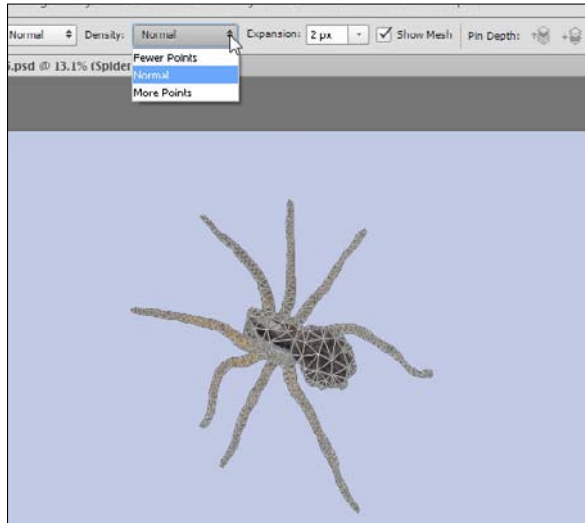 Normal Density: Normal Expansion: 2 px Show Mesh Pin Depth:
.psd @ 13.1% (Spider
Fewer Points
Normal
More Points